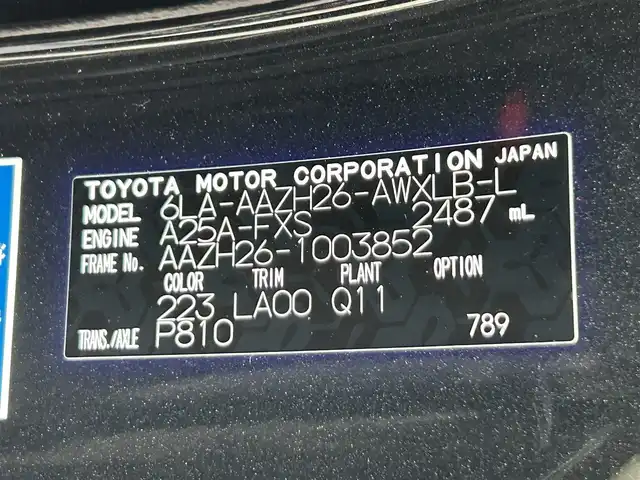 TOYOTA MOTOR CORPORATION JAPAN
MODEL 6LA-AAZH26-AWXLB-L
ENGINE A25A-FXS 2487 mL
FRAME No. AAZH26-1003852
COLOR TRIM PLANT OPTION
223 LA00 Q11
TRANS./AXLE P810 789